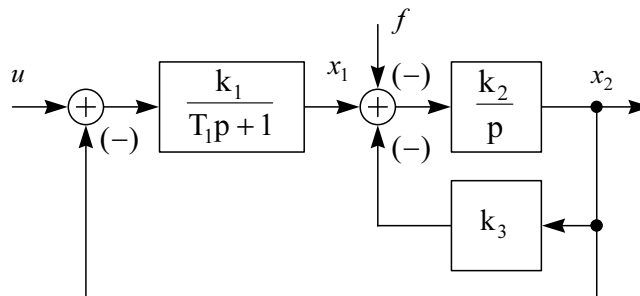 f
u
k₁
T₁p + 1
x₁
(−)
k₂
p
x₂
(−)
(−)
k₃